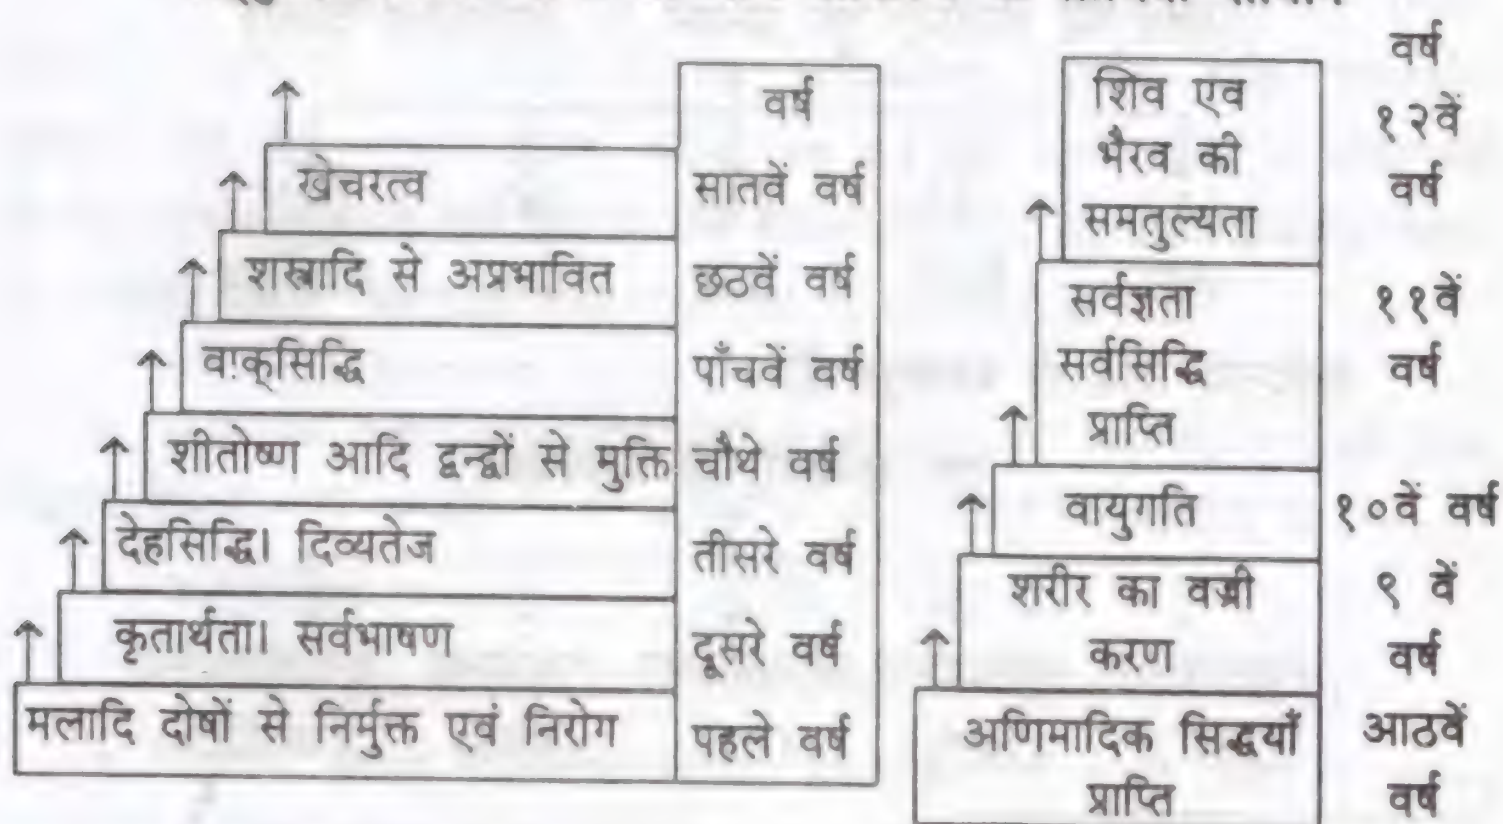 वर्ष
खेचरत्व सातवें वर्ष
शस्त्रादि से अप्रभावित छठवें वर्ष
वाक्सिद्धि पाँचवें वर्ष
शीतोष्ण आदि द्वन्द्वों से मुक्ति चौथे वर्ष
देहसिद्धि। दिव्यतेज तीसरे वर्ष
कृतार्थता। सर्वभाषण दूसरे वर्ष
मलादि दोषों से निर्मुक्त एवं निरोग पहले वर्ष
वर्ष
शिव एव १२वें
भैरव की वर्ष
समतुल्यता
सर्वज्ञता ११वें
सर्वसिद्धि वर्ष
प्राप्ति
वायुगति १०वें वर्ष
शरीर का वज्री ९ वें
करण वर्ष
अणिमादिक सिद्धयाँ आठवें
प्राप्ति वर्ष